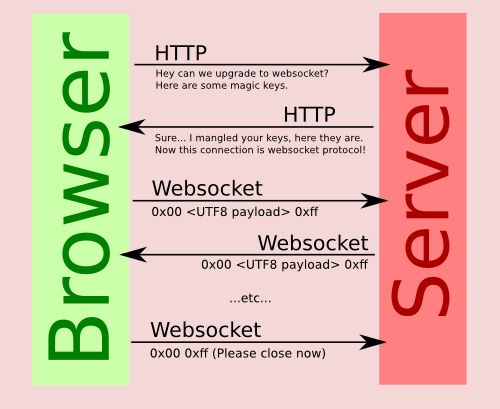 Browser
Server
HTTP
Hey can we upgrade to websocket?
Here are some magic keys.
HTTP
Sure... I mangled your keys, here they are.
Now this connection is websocket protocol!
Websocket
0x00 <UTF8 payload> 0xff
Websocket
0x00 <UTF8 payload> 0xff
...etc...
Websocket
0x00 0xff (Please close now)